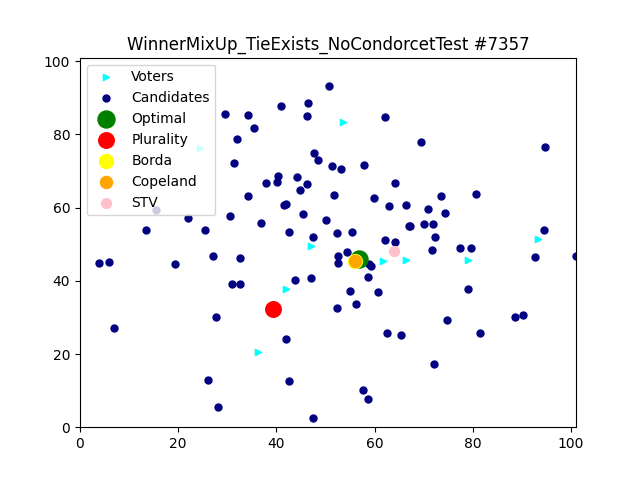 WinnerMixUp_TieExists_NoCondorcetTest #7357
100
80
60
40
20
0
Voters
Candidates
Optimal
Plurality
Borda
Copeland
STV
0 20 40 60 80 100